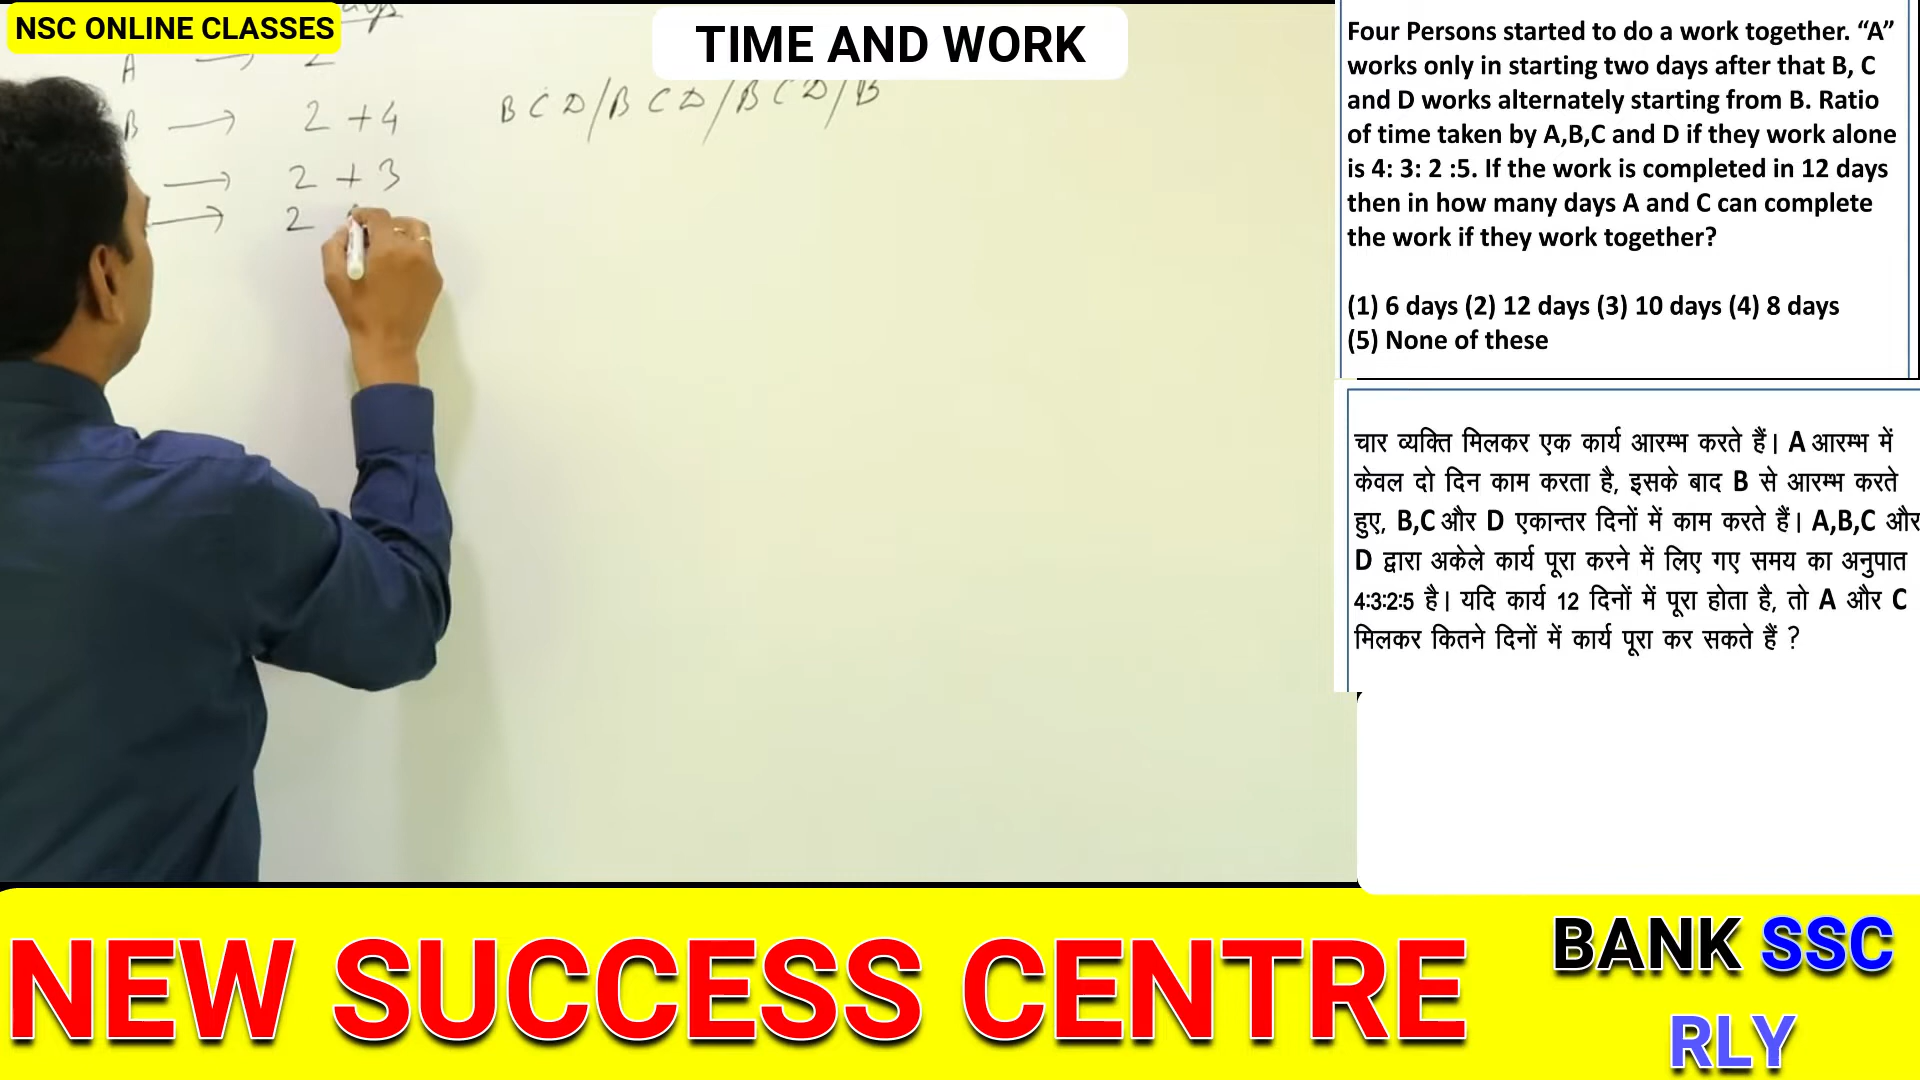 NSC ONLINE CLASSES
TIME AND WORK
A → 2
B → 2 + 4
→ 2 + 3
→ 2
B C D / B C D / B C D / B
Four Persons started to do a work together. “A”
works only in starting two days after that B, C
and D works alternately starting from B. Ratio
of time taken by A,B,C and D if they work alone
is 4: 3: 2 :5. If the work is completed in 12 days
then in how many days A and C can complete
the work if they work together?
(1) 6 days (2) 12 days (3) 10 days (4) 8 days
(5) None of these
चार व्यक्ति मिलकर एक कार्य आरम्भ करते हैं। A आरम्भ में
केवल दो दिन काम करता है, इसके बाद B से आरम्भ करते
हुए, B,C और D एकान्तर दिनों में काम करते हैं। A,B,C और
D द्वारा अकेले कार्य पूरा करने में लिए गए समय का अनुपात
4:3:2:5 है। यदि कार्य 12 दिनों में पूरा होता है, तो A और C
मिलकर कितने दिनों में कार्य पूरा कर सकते हैं ?
NEW SUCCESS CENTRE
BANK SSC
RLY